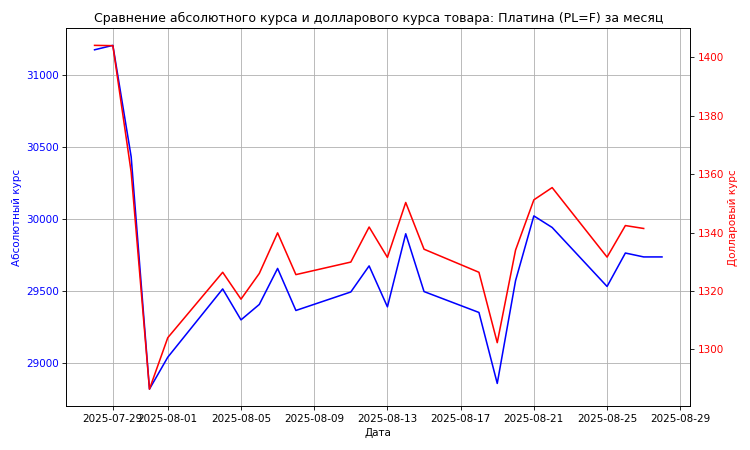 Сравнение абсолютного курса и долларового курса товара: Платина (PL=F) за месяц
Абсолютный курс
31000
30500
30000
29500
29000
1400
1380
1360
1340
1320
1300
Долларовый курс
2025-07-29 2025-08-01 2025-08-05 2025-08-09 2025-08-13 2025-08-17 2025-08-21 2025-08-25 2025-08-29
Дата